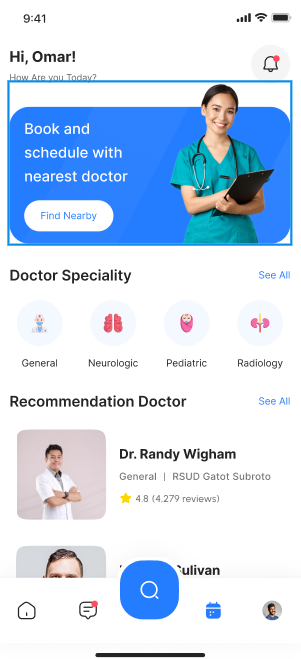 9:41
Hi, Omar!
How Are you Today?
Book and
schedule with
nearest doctor
Find Nearby
Doctor Speciality
See All
General
Neurologic
Pediatric
Radiology
Recommendation Doctor
See All
Dr. Randy Wigham
General | RSUD Gatot Subroto
4.8 (4,279 reviews)